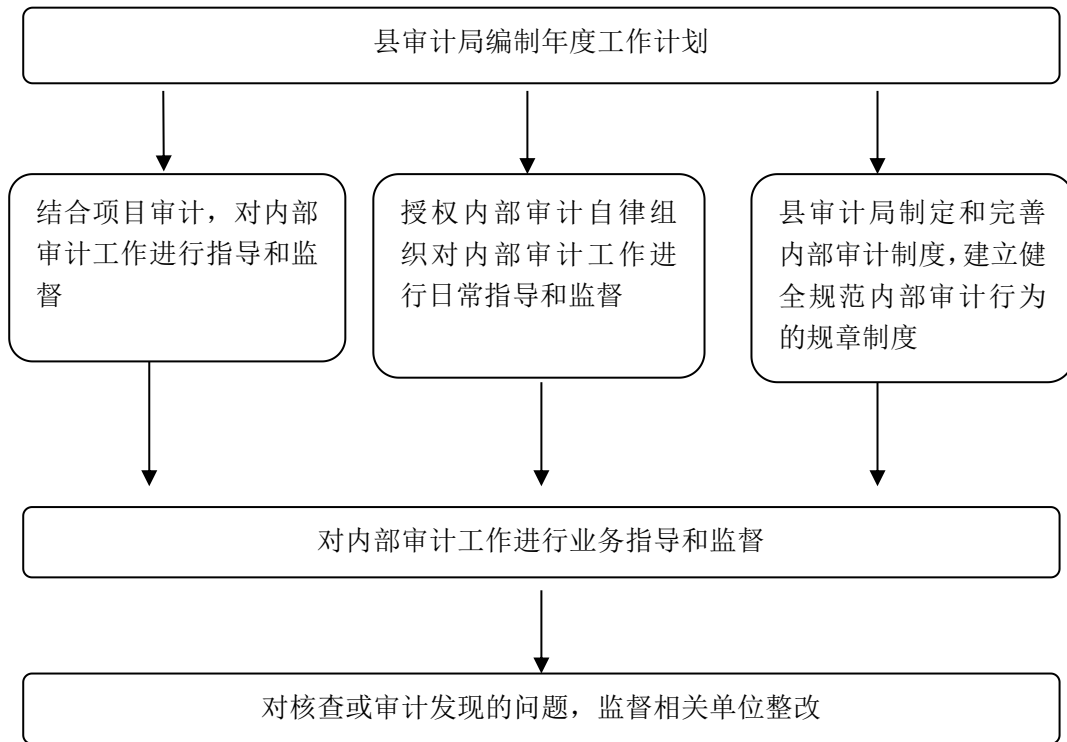 县审计局编制年度工作计划
结合项目审计，对内部
审计工作进行指导和监
督
授权内部审计自律组
织对内部审计工作进
行日常指导和监督
县审计局制定和完善
内部审计制度，建立健
全规范内部审计行为
的规章制度
对内部审计工作进行业务指导和监督
对核查或审计发现的问题，监督相关单位整改